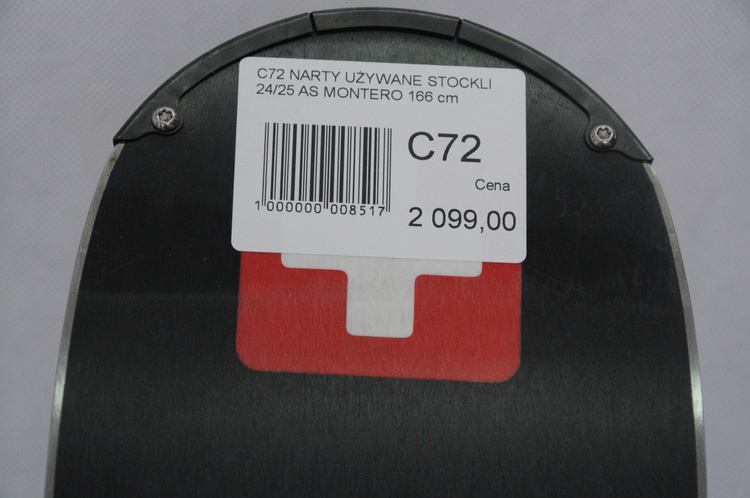 C72 NARTY UŻYWANE STOCKLI
24/25 AS MONTERO 166 cm
C72
Cena
1 000000 008517
2 099,00